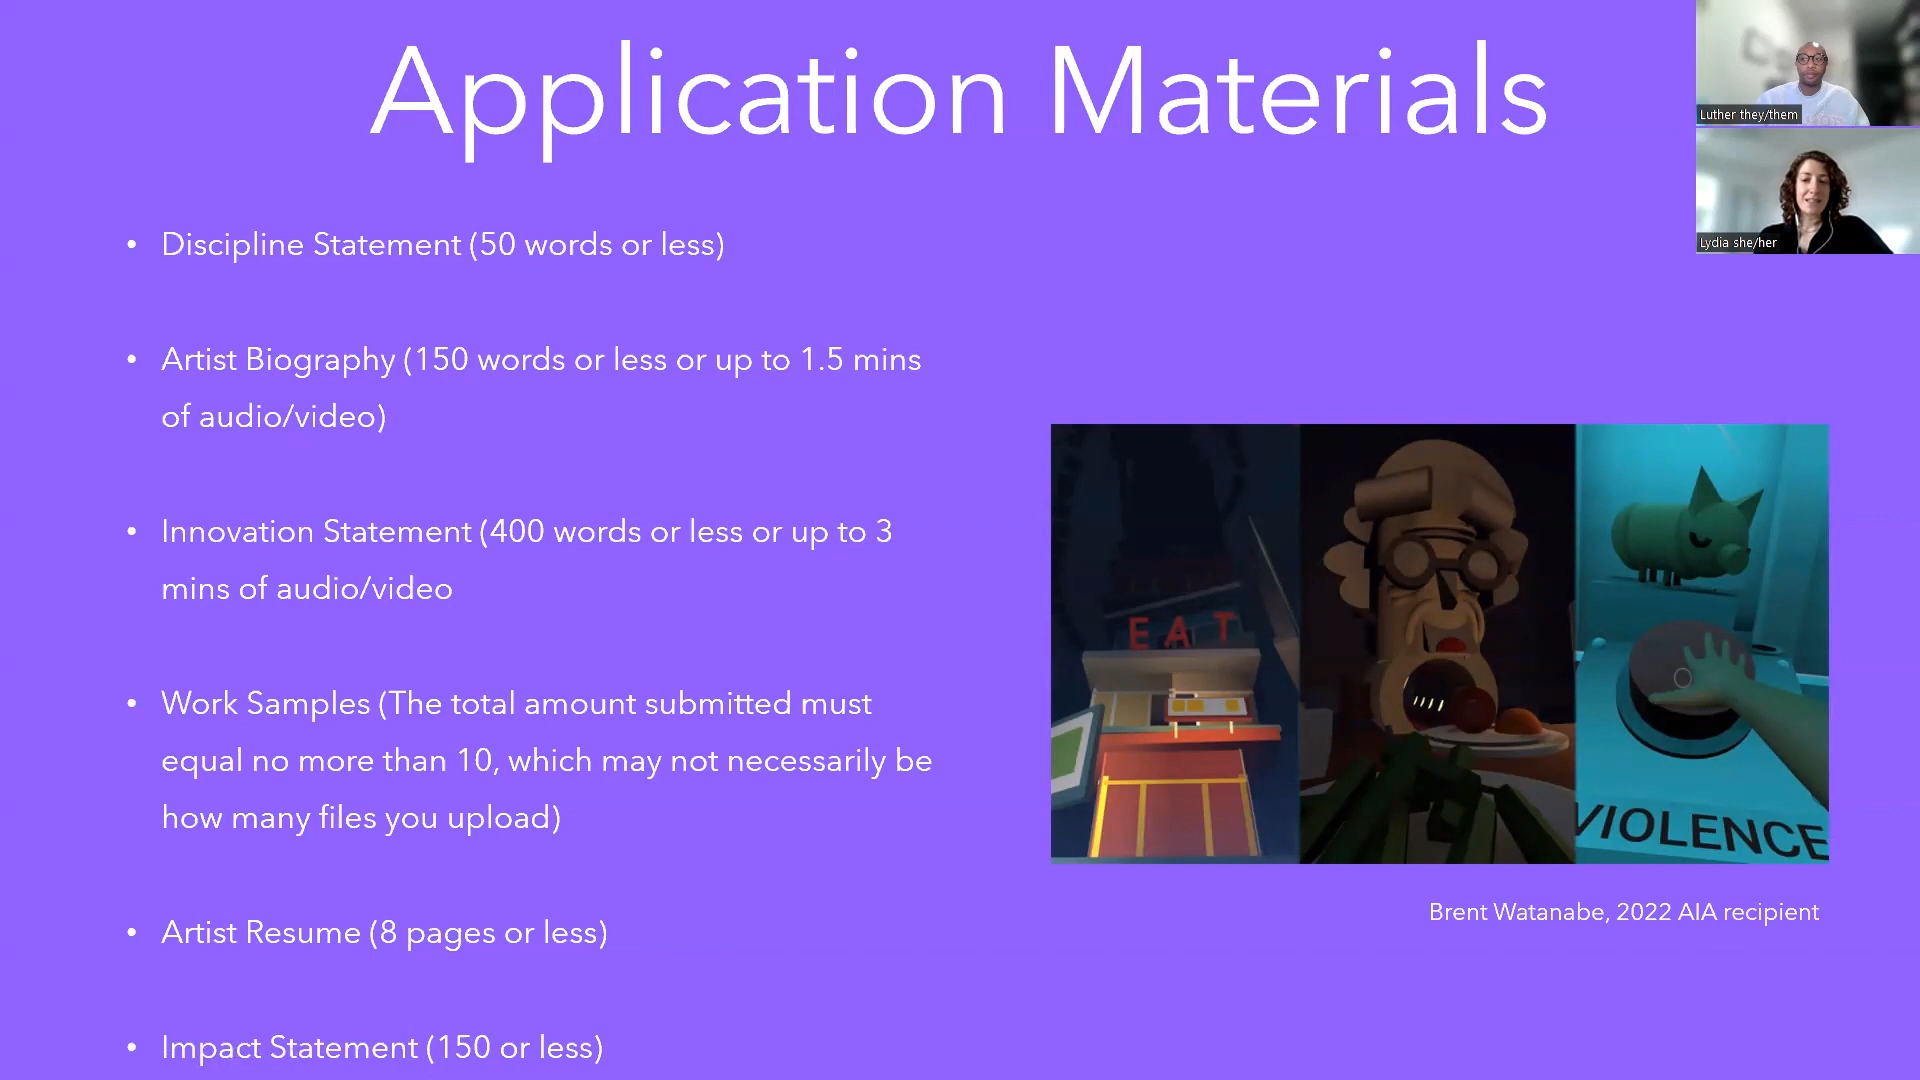 Application Materials
Luther they/them
Lydia she/her
• Discipline Statement (50 words or less)
• Artist Biography (150 words or less or up to 1.5 mins
of audio/video)
• Innovation Statement (400 words or less or up to 3
mins of audio/video
• Work Samples (The total amount submitted must
equal no more than 10, which may not necessarily be
how many files you upload)
• Artist Resume (8 pages or less)
• Impact Statement (150 or less)
EAT
VIOLENCE
Brent Watanabe, 2022 AIA recipient